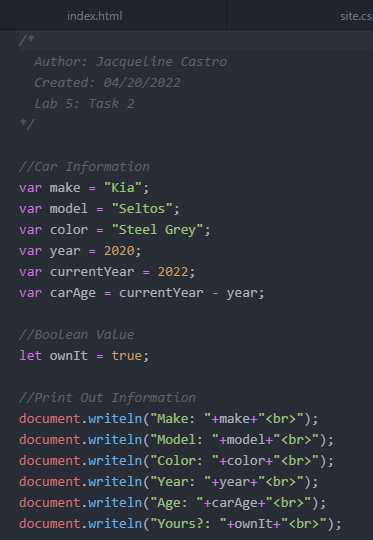 index.html site.cs
/*
Author: Jacqueline Castro
Created: 04/20/2022
Lab 5: Task 2
*/
//Car Information
var make = "Kia";
var model = "Seltos";
var color = "Steel Grey";
var year = 2020;
var currentYear = 2022;
var carAge = currentYear - year;
//Boolean Value
let ownIt = true;
//Print Out Information
document.writeln("Make: "+make+"<br>");
document.writeln("Model: "+model+"<br>");
document.writeln("Color: "+color+"<br>");
document.writeln("Year: "+year+"<br>");
document.writeln("Age: "+carAge+"<br>");
document.writeln("Yours?: "+ownIt+"<br>");